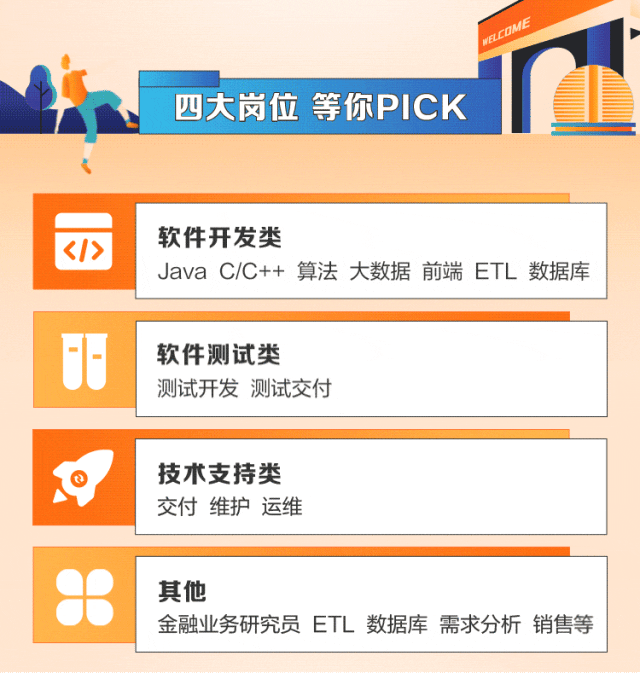 WELCOME
四大岗位 等你PICK
软件开发类
Java C/C++ 算法 大数据 前端 ETL 数据库
软件测试类
测试开发 测试交付
技术支持类
交付 维护 运维
其他
金融业务研究员 ETL 数据库 需求分析 销售等